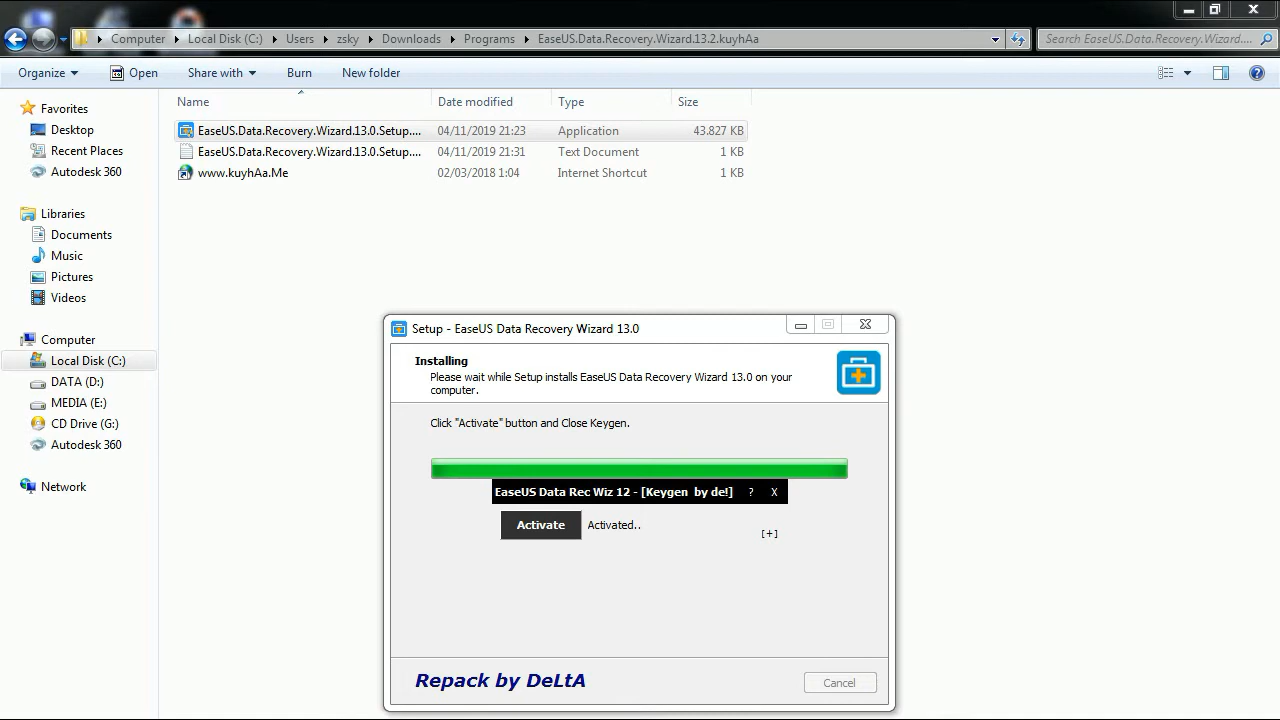 Computer Local Disk (C:) Users zsky Downloads Programs EaseUS.Data.Recovery.Wizard.13.2.kuyhAa
Search EaseUS.Data.Recovery.Wizard....
Organize Open Share with Burn New folder
Name Date modified Type Size
Favorites
Desktop
Recent Places
Autodesk 360
Libraries
Documents
Music
Pictures
Videos
Computer
Local Disk (C:)
DATA (D:)
MEDIA (E:)
CD Drive (G:)
Autodesk 360
Network
EaseUS.Data.Recovery.Wizard.13.0.Setup.... 04/11/2019 21:23 Application 43.827 KB
EaseUS.Data.Recovery.Wizard.13.0.Setup.... 04/11/2019 21:31 Text Document 1 KB
www.kuyhAa.Me 02/03/2018 1:04 Internet Shortcut 1 KB
Setup - EaseUS Data Recovery Wizard 13.0
Installing
Please wait while Setup installs EaseUS Data Recovery Wizard 13.0 on your
computer.
Click "Activate" button and Close Keygen.
EaseUS Data Rec Wiz 12 - [Keygen by de!] ? X
Activate Activated..
[+]
Repack by DeLtA
Cancel